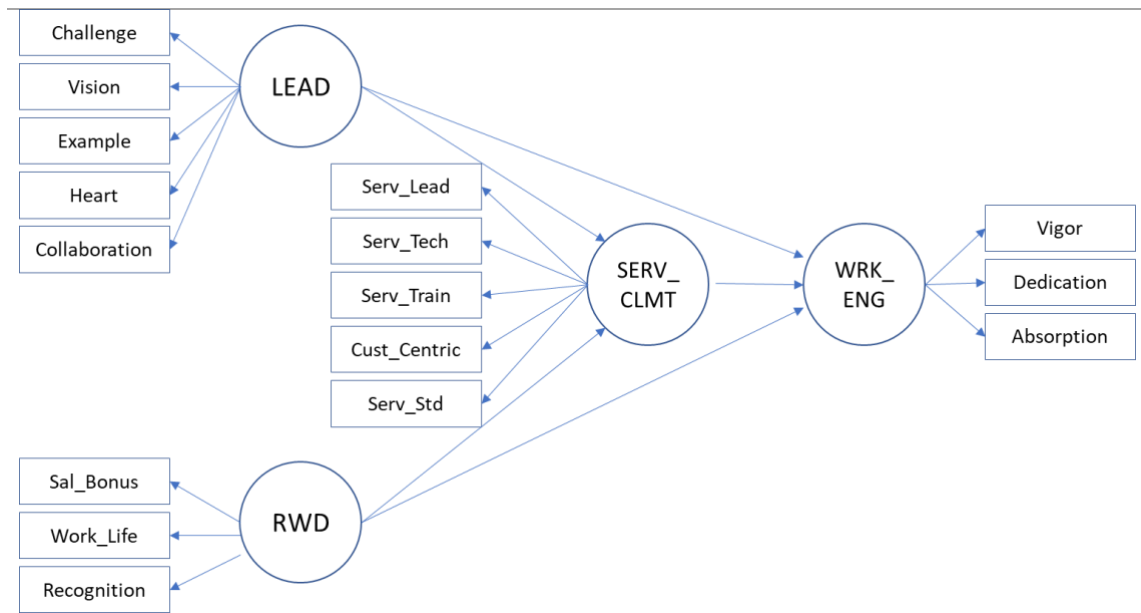 Challenge
Vision
Example
Heart
Collaboration
LEAD
Serv_Lead
Serv_Tech
Serv_Train
Cust_Centric
Serv_Std
SERV_
CLMT
WRK_
ENG
Vigor
Dedication
Absorption
Sal_Bonus
Work_Life
Recognition
RWD